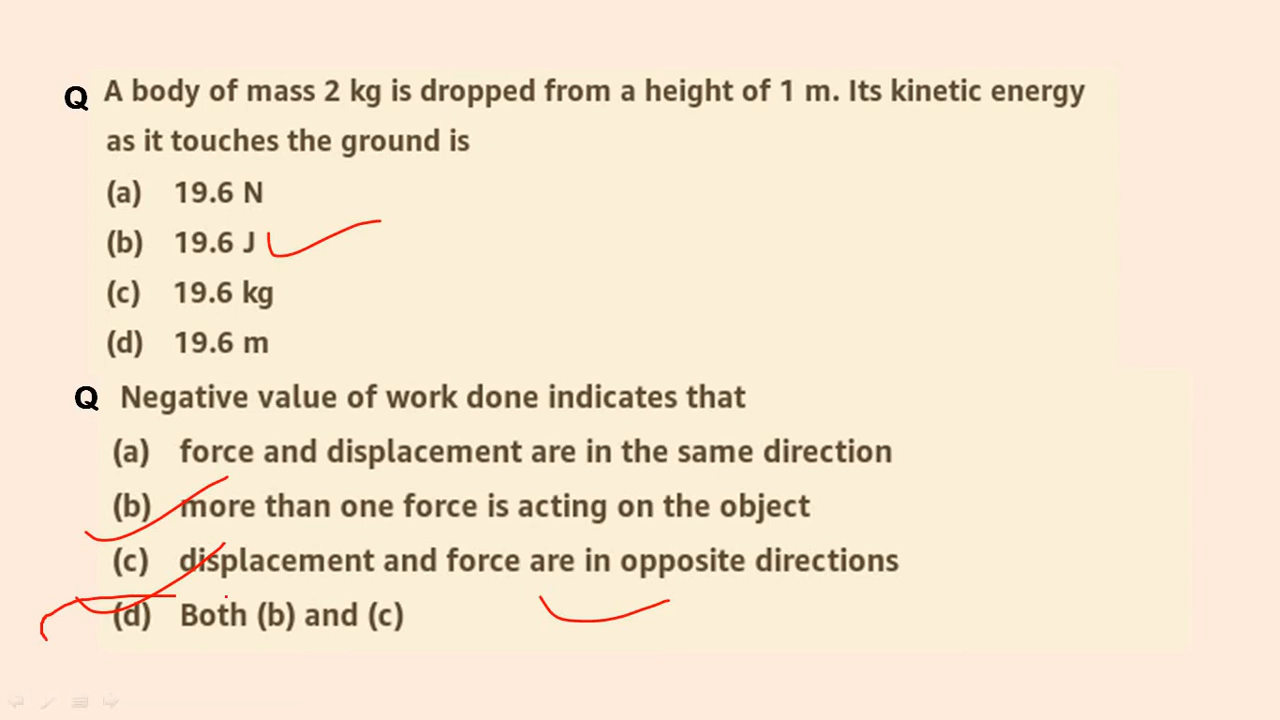 Q A body of mass 2 kg is dropped from a height of 1 m. Its kinetic energy
as it touches the ground is
(a) 19.6 N
(b) 19.6 J
(c) 19.6 kg
(d) 19.6 m
Q Negative value of work done indicates that
(a) force and displacement are in the same direction
(b) more than one force is acting on the object
(c) displacement and force are in opposite directions
(d) Both (b) and (c)